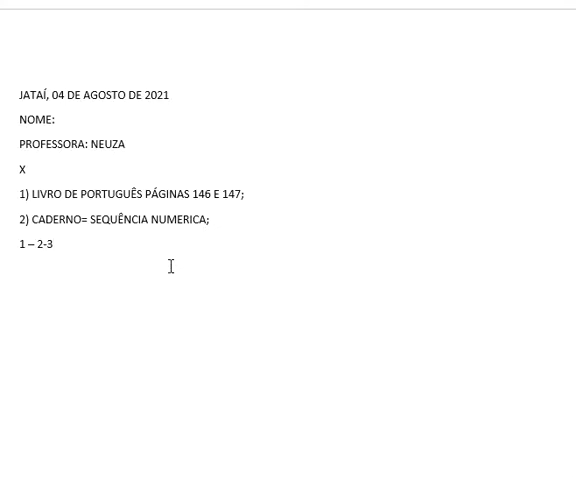 JATAÍ, 04 DE AGOSTO DE 2021
NOME:
PROFESSORA: NEUZA
X
1) LIVRO DE PORTUGUÊS PÁGINAS 146 E 147;
2) CADERNO= SEQUÊNCIA NUMERICA;
1 – 2-3